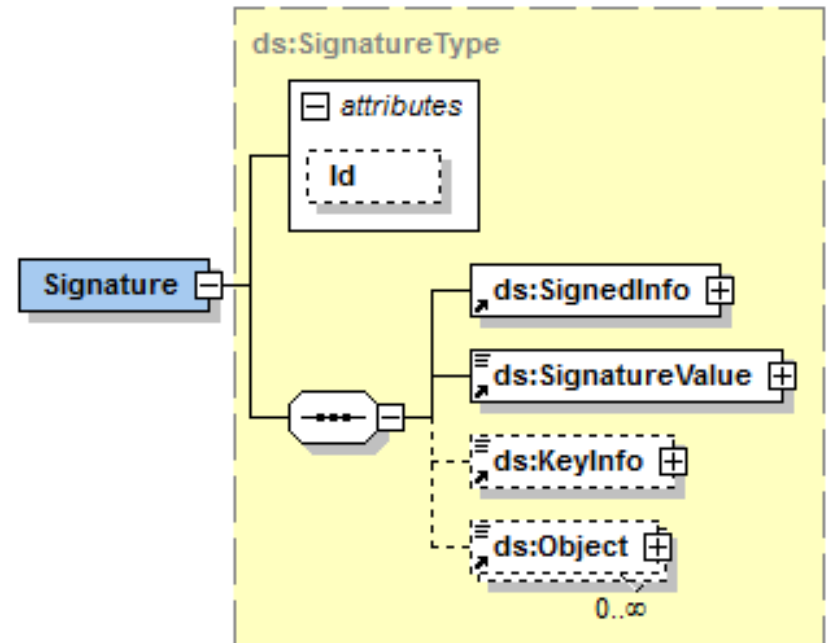 ds:SignatureType
attributes
Id
Signature
ds:SignedInfo
ds:SignatureValue
ds:KeyInfo
ds:Object
0..∞